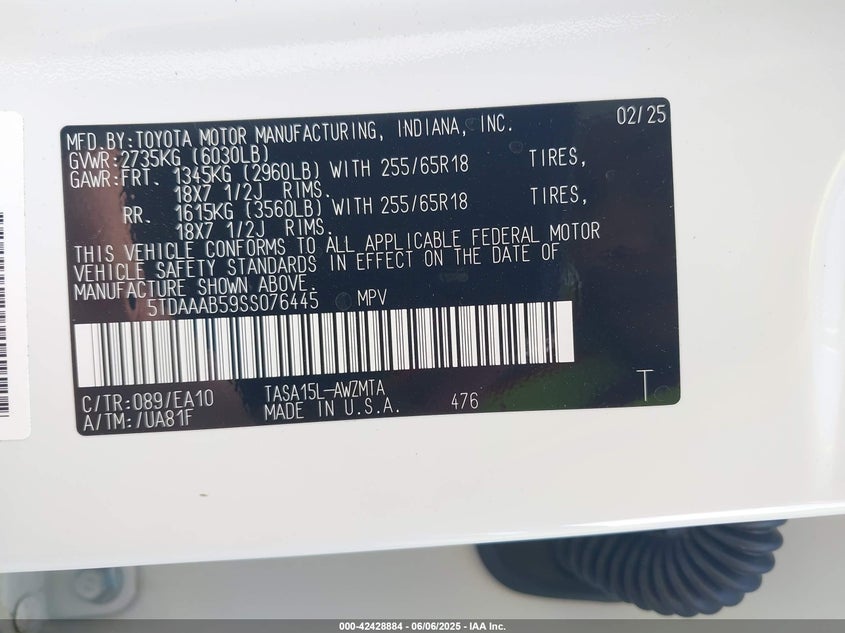 MFD.BY:TOYOTA MOTOR MANUFACTURING, INDIANA, INC. 02/25
GVWR:2735KG (6030LB)
GAWR:FRT. 1345KG (2960LB) WITH 255/65R18 TIRES,
18X7 1/2J RIMS.
RR. 1615KG (3560LB) WITH 255/65R18 TIRES,
18X7 1/2J RIMS.
THIS VEHICLE CONFORMS TO ALL APPLICABLE FEDERAL MOTOR
VEHICLE SAFETY STANDARDS IN EFFECT ON THE DATE OF
MANUFACTURE SHOWN ABOVE.
5TDAAAB59SS076445 MPV
C/TR:089/EA10 TASA15L-AWZMTA
A/TM:/UA81F MADE IN U.S.A. 476 T
000-42428884 / 06/06/2025 - IAA Inc.